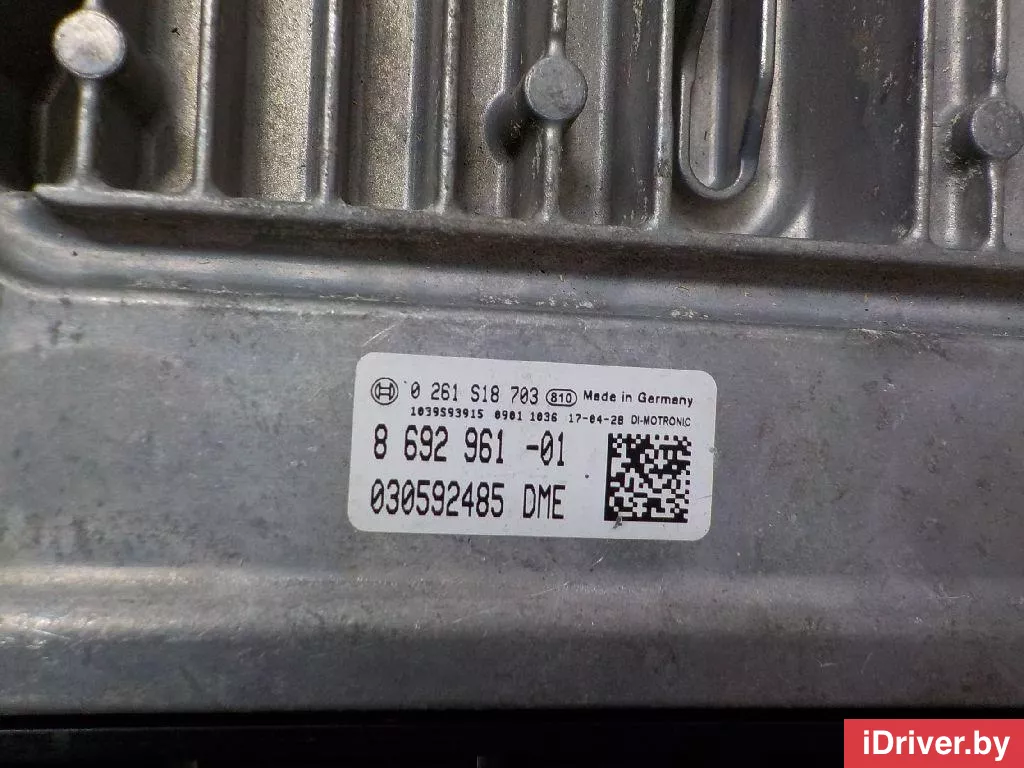 0 261 S18 703 810 Made in Germany
1039S93915 0901 1036 17-04-28 DI-MOTRONIC
8 692 961 -01
030592485 DME
iDriver.by